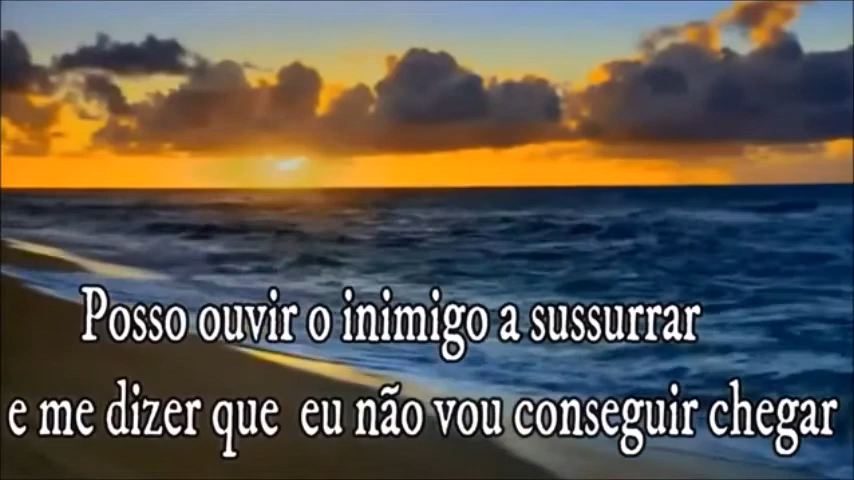 Posso ouvir o inimigo a sussurrar
e me dizer que eu não vou conseguir chegar